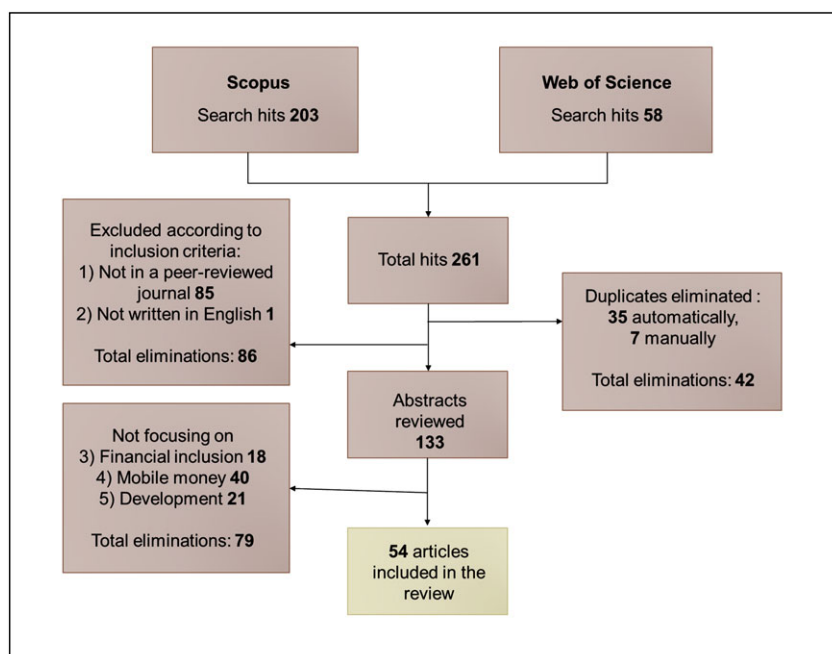 Scopus
Search hits 203
Web of Science
Search hits 58
Total hits 261
Excluded according to
inclusion criteria:
1) Not in a peer-reviewed
journal 85
2) Not written in English 1
Total eliminations: 86
Duplicates eliminated :
35 automatically,
7 manually
Total eliminations: 42
Abstracts
reviewed
133
Not focusing on
3) Financial inclusion 18
4) Mobile money 40
5) Development 21
Total eliminations: 79
54 articles
included in the
review